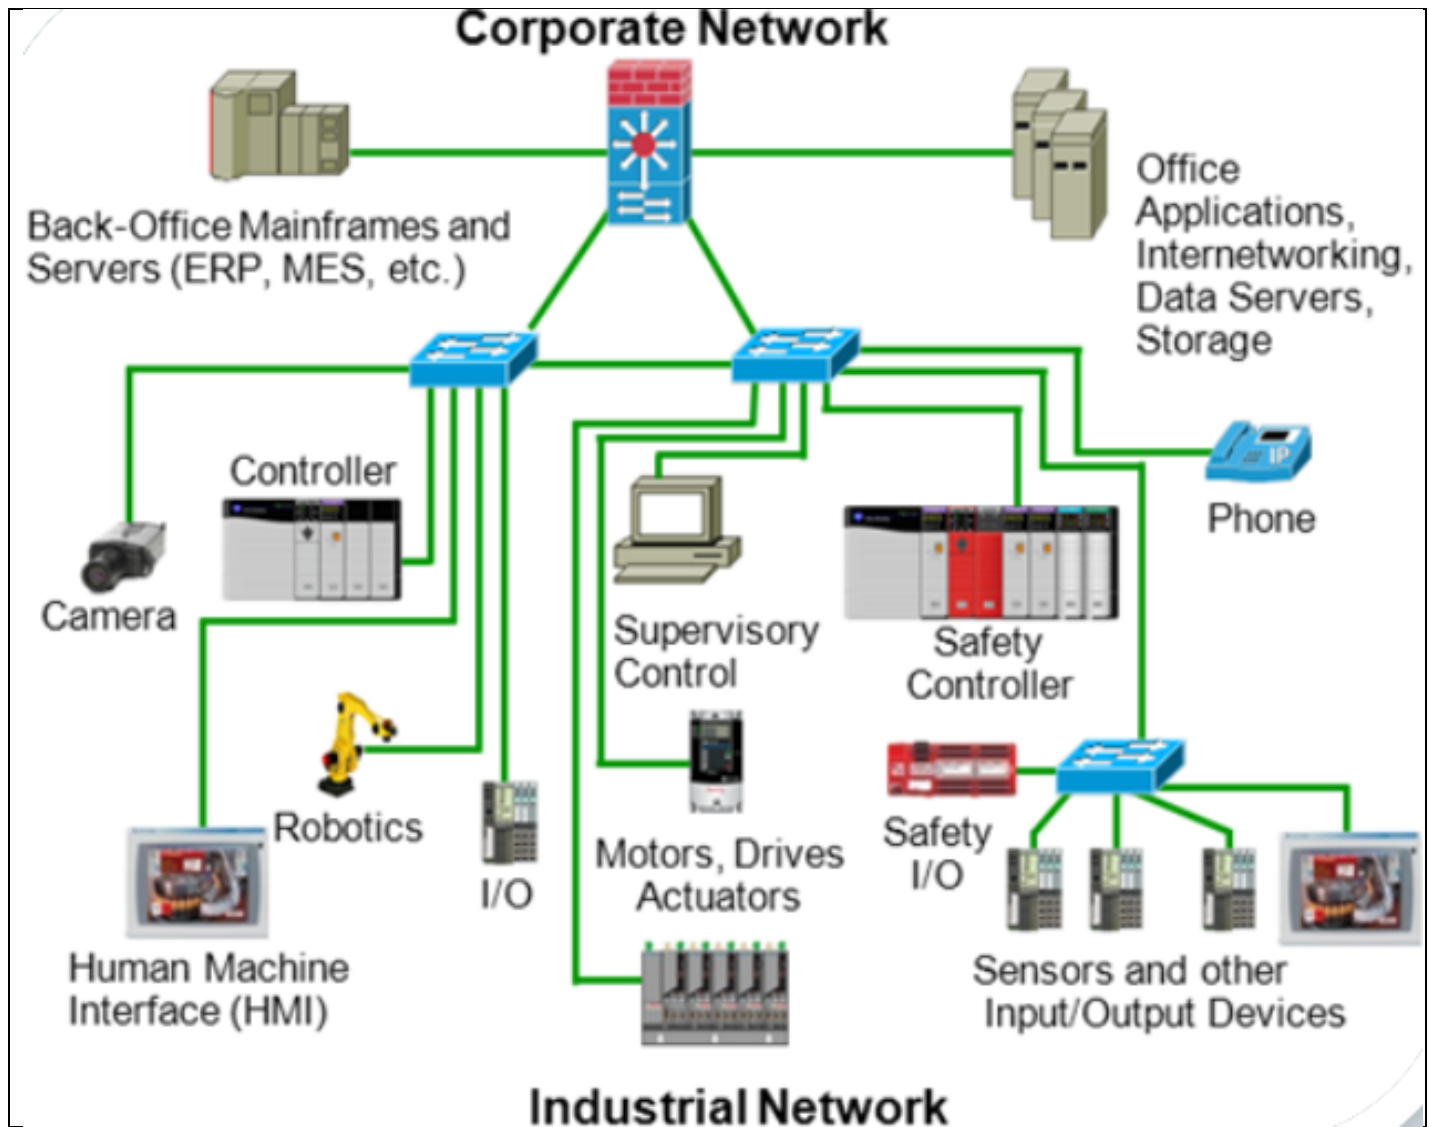 Corporate Network
Back-Office Mainframes and
Servers (ERP, MES, etc.)
Office
Applications,
Internetworking,
Data Servers,
Storage
Controller
IP
Phone
Camera
Supervisory
Control
Safety
Controller
Robotics
I/O
Motors, Drives
Actuators
Safety
I/O
Human Machine
Interface (HMI)
Sensors and other
Input/Output Devices
Industrial Network